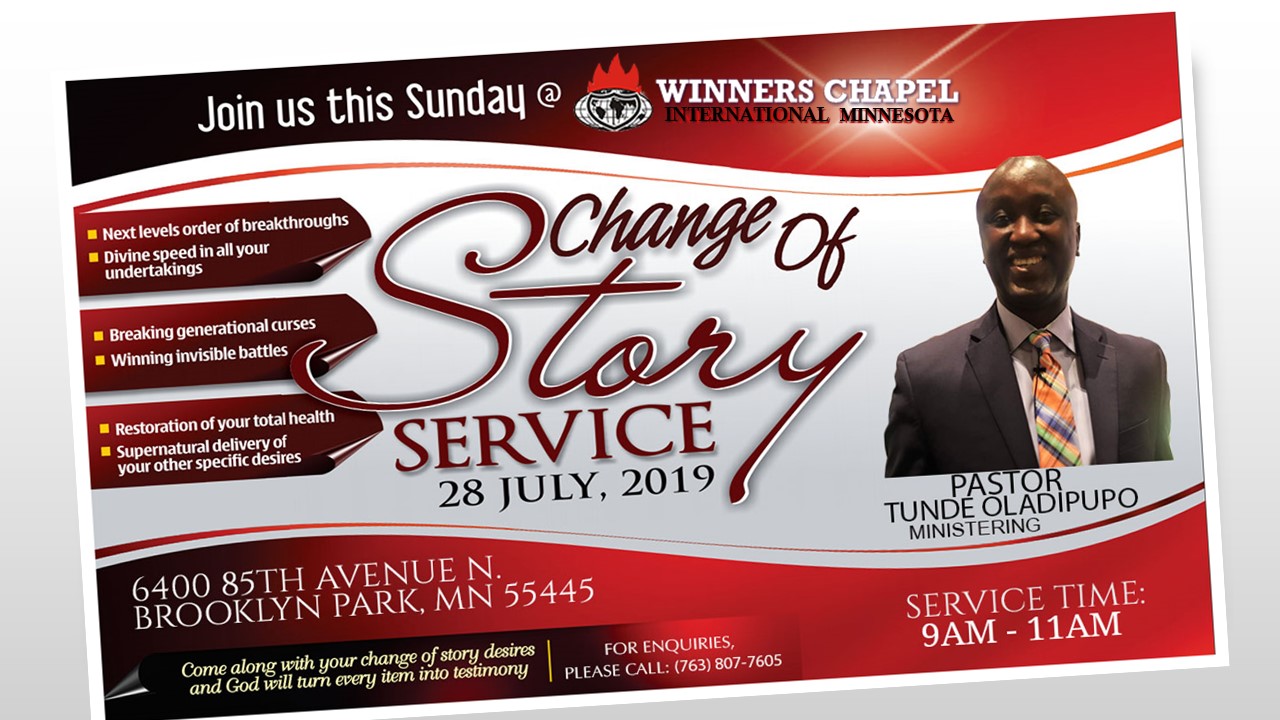 Join us this Sunday @
WINNERS CHAPEL
INTERNATIONAL MINNESOTA
Next levels order of breakthroughs
Divine speed in all your
undertakings
Breaking generational curses
Winning invisible battles
Restoration of your total health
Supernatural delivery of
your other specific desires
Change Of
Story
SERVICE
28 JULY, 2019
PASTOR
TUNDE OLADIPUPO
MINISTERING
6400 85TH AVENUE N.
BROOKLYN PARK, MN 55445
SERVICE TIME:
9AM - 11AM
Come along with your change of story desires
and God will turn every item into testimony
FOR ENQUIRIES,
PLEASE CALL: (763) 807-7605